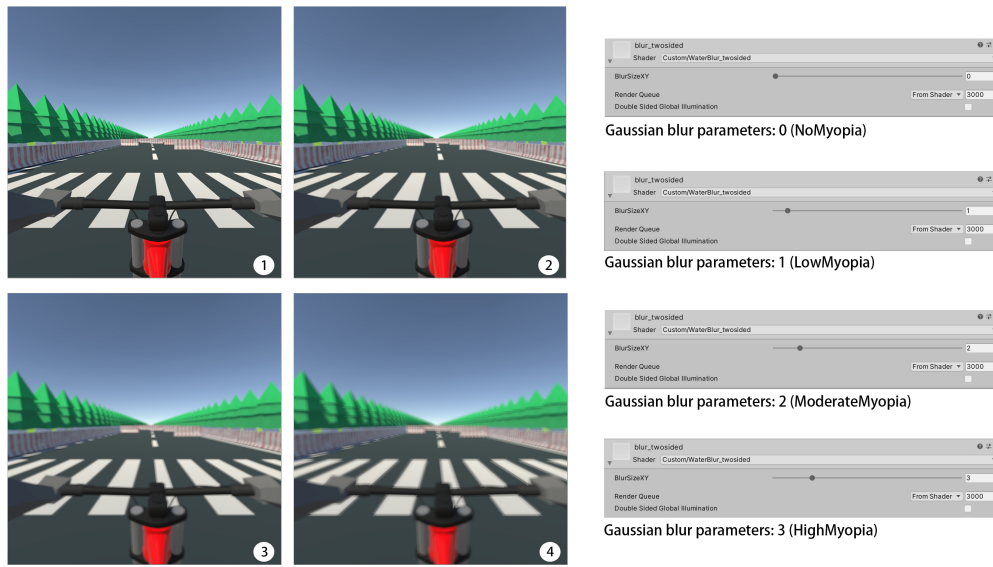 1
2
3
4
blur_twosided
Shader Custom/WaterBlur_twosided
BlurSizeXY 0
Render Queue From Shader 3000
Double Sided Global Illumination
Gaussian blur parameters: 0 (NoMyopia)
blur_twosided
Shader Custom/WaterBlur_twosided
BlurSizeXY 1
Render Queue From Shader 3000
Double Sided Global Illumination
Gaussian blur parameters: 1 (LowMyopia)
blur_twosided
Shader Custom/WaterBlur_twosided
BlurSizeXY 2
Render Queue From Shader 3000
Double Sided Global Illumination
Gaussian blur parameters: 2 (ModerateMyopia)
blur_twosided
Shader Custom/WaterBlur_twosided
BlurSizeXY 3
Render Queue From Shader 3000
Double Sided Global Illumination
Gaussian blur parameters: 3 (HighMyopia)